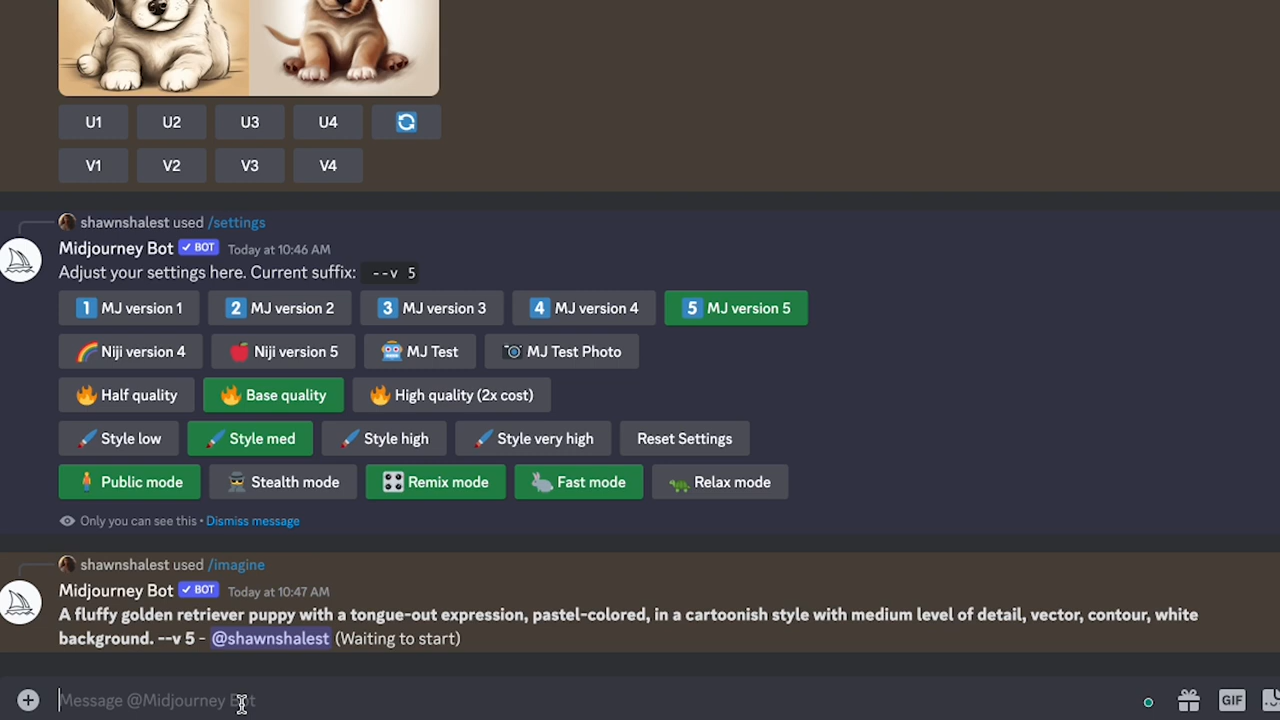 U1 U2 U3 U4
V1 V2 V3 V4
shawnshalest used /settings
Midjourney Bot ✓ BOT Today at 10:46 AM
Adjust your settings here. Current suffix: --v 5
1 MJ version 1 2 MJ version 2 3 MJ version 3 4 MJ version 4 5 MJ version 5
Niji version 4 Niji version 5 MJ Test MJ Test Photo
Half quality Base quality High quality (2x cost)
Style low Style med Style high Style very high Reset Settings
Public mode Stealth mode Remix mode Fast mode Relax mode
Only you can see this • Dismiss message
shawnshalest used /imagine
Midjourney Bot ✓ BOT Today at 10:47 AM
A fluffy golden retriever puppy with a tongue-out expression, pastel-colored, in a cartoonish style with medium level of detail, vector, contour, white
background. --v 5 - @shawnshalest (Waiting to start)
Message @Midjourney Bot GIF